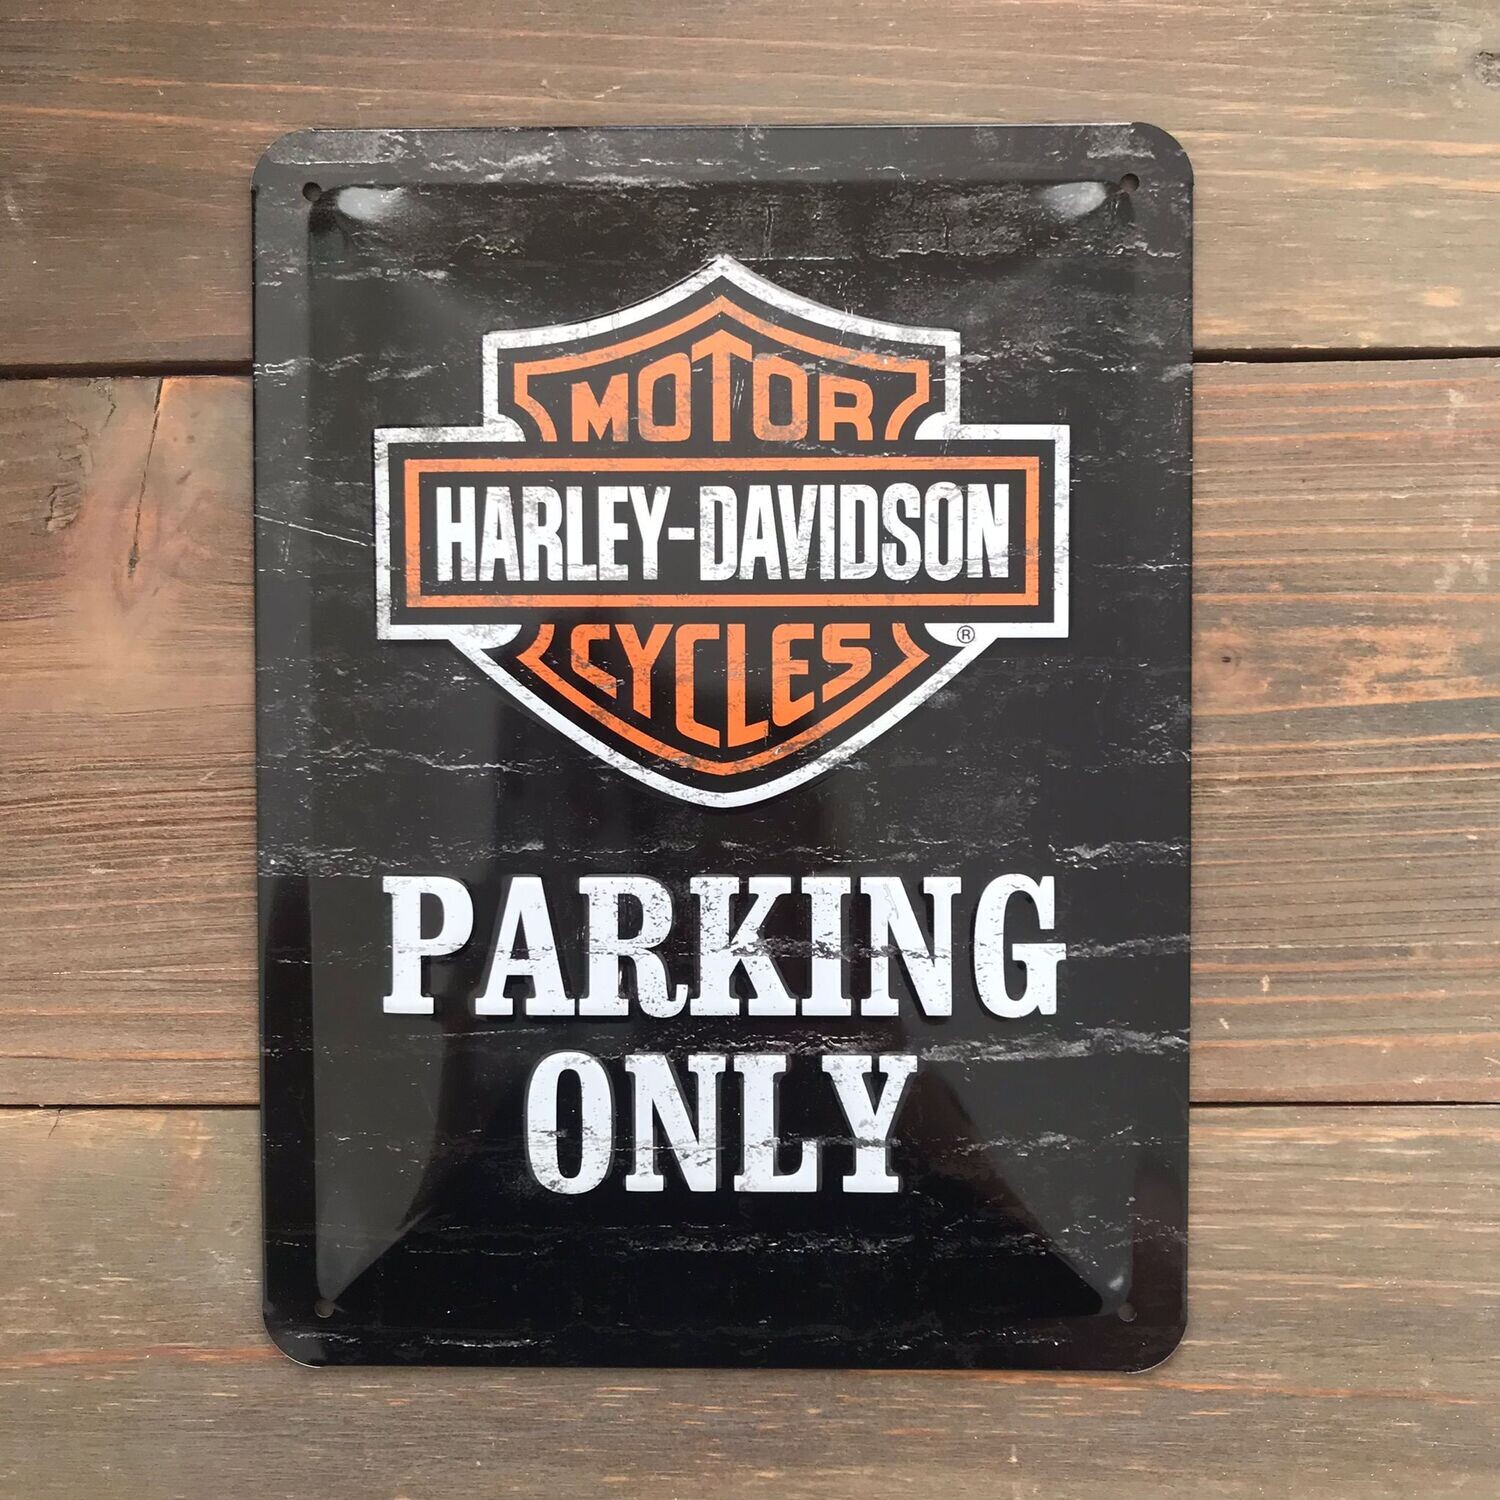 MOTOR
HARLEY-DAVIDSON
CYCLES
®
PARKING
ONLY